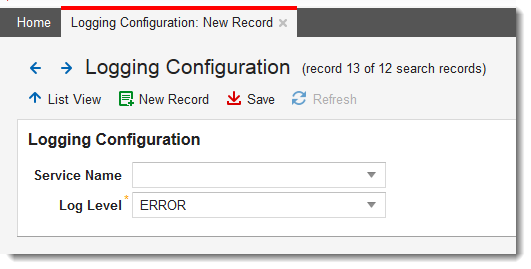 Home Logging Configuration: New Record
Logging Configuration (record 13 of 12 search records)
List View New Record Save Refresh
Logging Configuration
Service Name
Log Level * ERROR